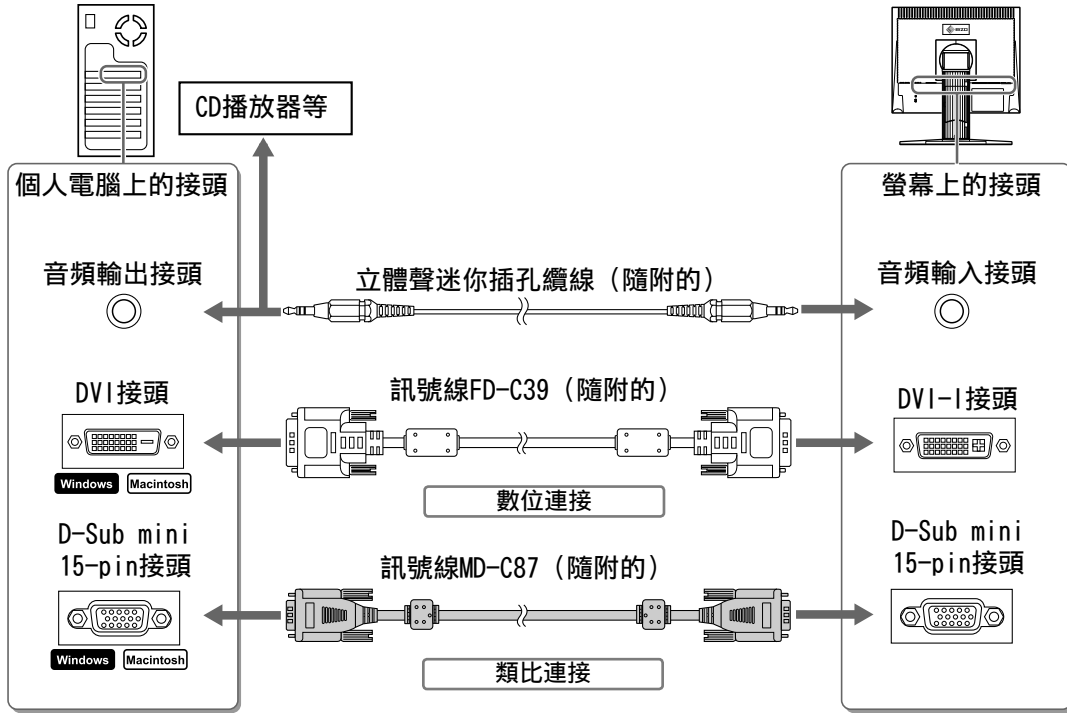 EIZO
CD播放器等
個人電腦上的接頭
螢幕上的接頭
音頻輸出接頭
立體聲迷你插孔纜線（隨附的）
音頻輸入接頭
DVI接頭
訊號線FD-C39（隨附的）
DVI-I接頭
Windows Macintosh
數位連接
D-Sub mini
15-pin接頭
訊號線MD-C87（隨附的）
D-Sub mini
15-pin接頭
Windows Macintosh
類比連接